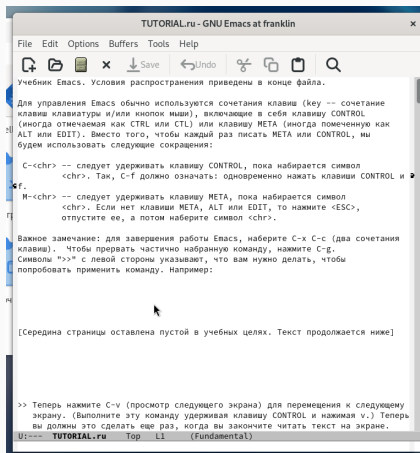 TUTORIAL.ru - GNU Emacs at franklin
File Edit Options Buffers Tools Help
Save Undo
Учебник Emacs. Условия распространения приведены в конце файла.
Для управления Emacs обычно используются сочетания клавиш (key -- сочетание
клавиш клавиатуры и/или кнопок мыши), включающие в себя клавишу CONTROL
(иногда отмечаемая как CTRL или CTL) или клавишу META (иногда помеченную как
ALT или EDIT). Вместо того, чтобы каждый раз писать META или CONTROL, мы
будем использовать следующие сокращения:
C-<chr> -- следует удерживать клавишу CONTROL, пока набирается символ
<chr>. Так, C-f должно означать: одновременно нажать клавиши CONTROL и
f.
M-<chr> -- следует удерживать клавишу META, пока набирается символ
<chr>. Если нет клавиши META, ALT или EDIT, то нажмите <ESC>,
отпустите ее, а потом наберите символ <chr>.
Важное замечание: для завершения работы Emacs, наберите C-x C-c (два сочетания
клавиш). Чтобы прервать частично набранную команду, нажмите C-g.
Символы ">>" с левой стороны указывают, что вам нужно делать, чтобы
попробовать применить команду. Например:
[Середина страницы оставлена пустой в учебных целях. Текст продолжается ниже]
>> Теперь нажмите C-v (просмотр следующего экрана) для перемещения к следующему
экрану. (Выполните эту команду удерживая клавишу CONTROL и нажимая v.) Теперь
вы должны это сделать еще раз, когда вы закончите читать текст на экране.
U:--- TUTORIAL.ru Top L1 (Fundamental)